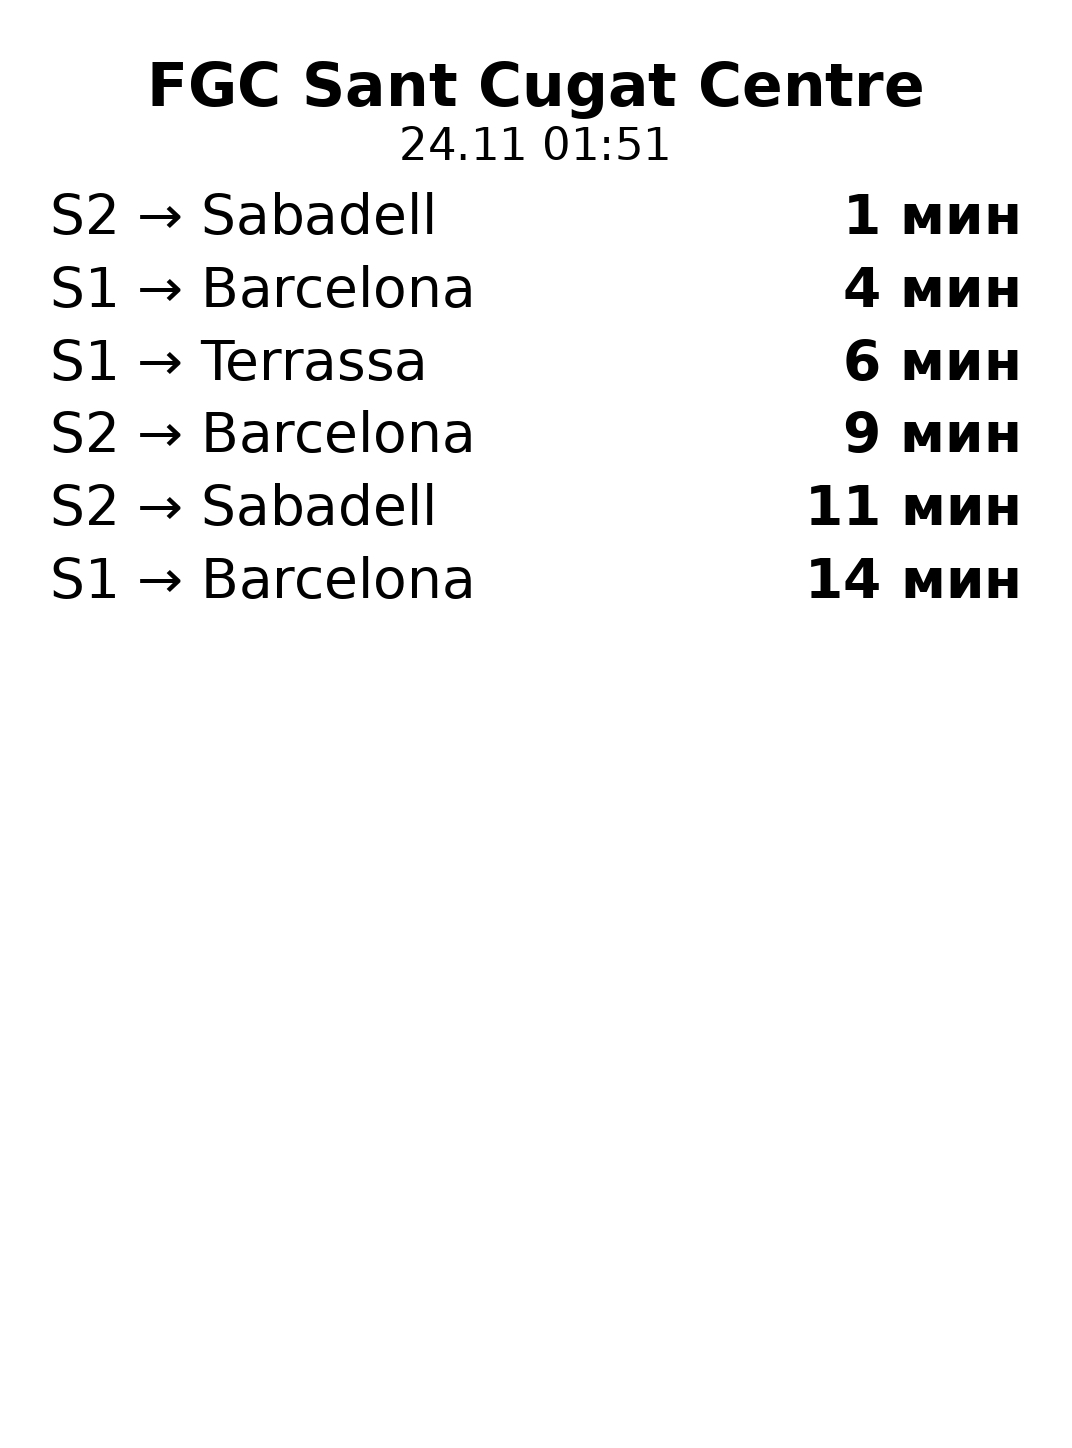 FGC Sant Cugat Centre
24.11 01:51
S2 → Sabadell 1 мин
S1 → Barcelona 4 мин
S1 → Terrassa 6 мин
S2 → Barcelona 9 мин
S2 → Sabadell 11 мин
S1 → Barcelona 14 мин